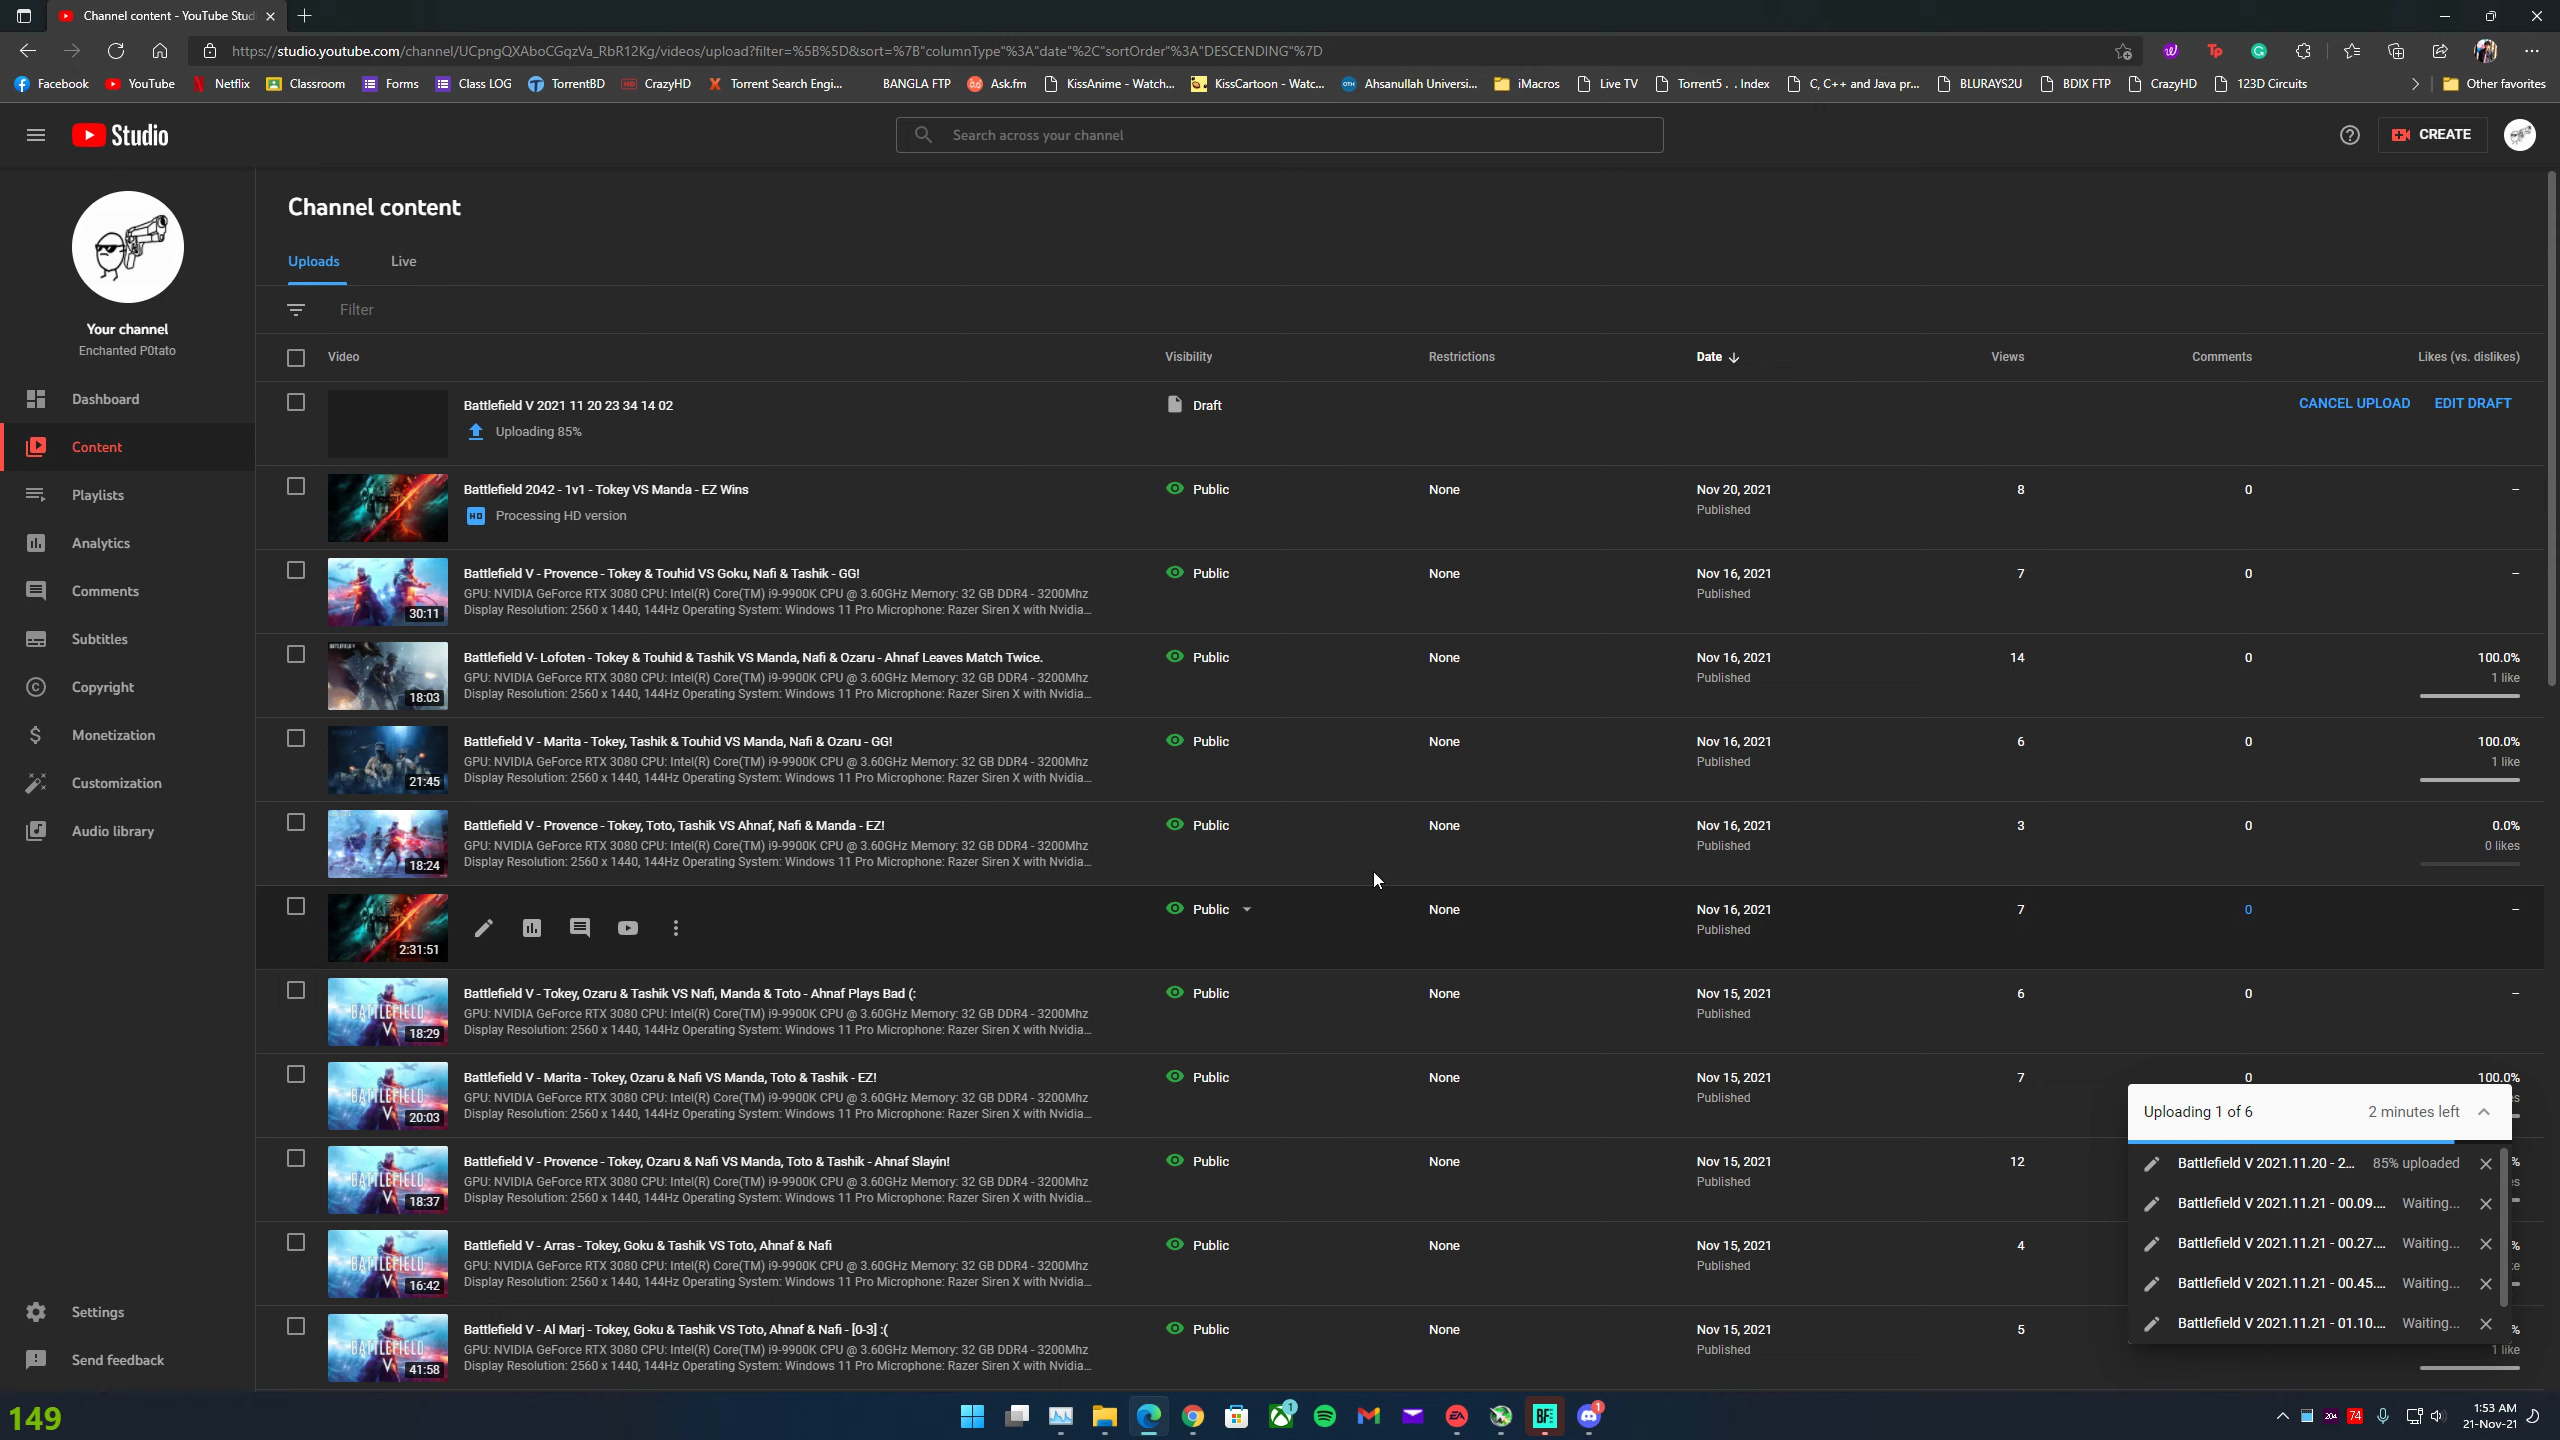 Channel content - YouTube Stud
https://studio.youtube.com/channel/UCpngQXAboCGqzVa_RbR12Kg/videos/upload?filter=%5B%5D&sort=%7B"columnType"%3A"date"%2C"sortOrder"%3A"DESCENDING"%7D
Facebook YouTube Netflix Classroom Forms Class LOG TorrentBD CrazyHD Torrent Search Engi... BANGLA FTP Ask.fm KissAnime - Watch... KissCartoon - Watc... Ahsanullah Universi... iMacros Live TV Torrent5 . . Index C, C++ and Java pr... BLURAYS2U BDIX FTP CrazyHD 123D Circuits Other favorites
Studio
Search across your channel
CREATE
Your channel
Enchanted P0tato
Dashboard
Content
Playlists
Analytics
Comments
Subtitles
Copyright
Monetization
Customization
Audio library
Settings
Send feedback
Channel content
Uploads Live
Filter
Video Visibility Restrictions Date Views Comments Likes (vs. dislikes)
Battlefield V 2021 11 20 23 34 14 02 Draft CANCEL UPLOAD EDIT DRAFT
Uploading 85%
Battlefield 2042 - 1v1 - Tokey VS Manda - EZ Wins Public None Nov 20, 2021 8 0 –
HD Processing HD version Published
Battlefield V - Provence - Tokey & Touhid VS Goku, Nafi & Tashik - GG! Public None Nov 16, 2021 7 0 –
GPU: NVIDIA GeForce RTX 3080 CPU: Intel(R) Core(TM) i9-9900K CPU @ 3.60GHz Memory: 32 GB DDR4 - 3200Mhz Published
30:11 Display Resolution: 2560 x 1440, 144Hz Operating System: Windows 11 Pro Microphone: Razer Siren X with Nvidia...
Battlefield V- Lofoten - Tokey & Touhid & Tashik VS Manda, Nafi & Ozaru - Ahnaf Leaves Match Twice. Public None Nov 16, 2021 14 0 100.0%
GPU: NVIDIA GeForce RTX 3080 CPU: Intel(R) Core(TM) i9-9900K CPU @ 3.60GHz Memory: 32 GB DDR4 - 3200Mhz Published 1 like
18:03 Display Resolution: 2560 x 1440, 144Hz Operating System: Windows 11 Pro Microphone: Razer Siren X with Nvidia...
Battlefield V - Marita - Tokey, Tashik & Touhid VS Manda, Nafi & Ozaru - GG! Public None Nov 16, 2021 6 0 100.0%
GPU: NVIDIA GeForce RTX 3080 CPU: Intel(R) Core(TM) i9-9900K CPU @ 3.60GHz Memory: 32 GB DDR4 - 3200Mhz Published 1 like
21:45 Display Resolution: 2560 x 1440, 144Hz Operating System: Windows 11 Pro Microphone: Razer Siren X with Nvidia...
Battlefield V - Provence - Tokey, Toto, Tashik VS Ahnaf, Nafi & Manda - EZ! Public None Nov 16, 2021 3 0 0.0%
GPU: NVIDIA GeForce RTX 3080 CPU: Intel(R) Core(TM) i9-9900K CPU @ 3.60GHz Memory: 32 GB DDR4 - 3200Mhz Published 0 likes
18:24 Display Resolution: 2560 x 1440, 144Hz Operating System: Windows 11 Pro Microphone: Razer Siren X with Nvidia...
Public None Nov 16, 2021 7 0 –
2:31:51 Published
Battlefield V - Tokey, Ozaru & Tashik VS Nafi, Manda & Toto - Ahnaf Plays Bad (: Public None Nov 15, 2021 6 0 –
BATTLEFIELD V GPU: NVIDIA GeForce RTX 3080 CPU: Intel(R) Core(TM) i9-9900K CPU @ 3.60GHz Memory: 32 GB DDR4 - 3200Mhz Published
18:29 Display Resolution: 2560 x 1440, 144Hz Operating System: Windows 11 Pro Microphone: Razer Siren X with Nvidia...
Battlefield V - Marita - Tokey, Ozaru & Nafi VS Manda, Toto & Tashik - EZ! Public None Nov 15, 2021 7 0 100.0%
BATTLEFIELD V GPU: NVIDIA GeForce RTX 3080 CPU: Intel(R) Core(TM) i9-9900K CPU @ 3.60GHz Memory: 32 GB DDR4 - 3200Mhz Published
20:03 Display Resolution: 2560 x 1440, 144Hz Operating System: Windows 11 Pro Microphone: Razer Siren X with Nvidia...
Battlefield V - Provence - Tokey, Ozaru & Nafi VS Manda, Toto & Tashik - Ahnaf Slayin! Public None Nov 15, 2021 12
BATTLEFIELD V GPU: NVIDIA GeForce RTX 3080 CPU: Intel(R) Core(TM) i9-9900K CPU @ 3.60GHz Memory: 32 GB DDR4 - 3200Mhz Published
18:37 Display Resolution: 2560 x 1440, 144Hz Operating System: Windows 11 Pro Microphone: Razer Siren X with Nvidia...
Battlefield V - Arras - Tokey, Goku & Tashik VS Toto, Ahnaf & Nafi Public None Nov 15, 2021 4
BATTLEFIELD V GPU: NVIDIA GeForce RTX 3080 CPU: Intel(R) Core(TM) i9-9900K CPU @ 3.60GHz Memory: 32 GB DDR4 - 3200Mhz Published
16:42 Display Resolution: 2560 x 1440, 144Hz Operating System: Windows 11 Pro Microphone: Razer Siren X with Nvidia...
Battlefield V - Al Marj - Tokey, Goku & Tashik VS Toto, Ahnaf & Nafi - [0-3] :( Public None Nov 15, 2021 5
BATTLEFIELD V GPU: NVIDIA GeForce RTX 3080 CPU: Intel(R) Core(TM) i9-9900K CPU @ 3.60GHz Memory: 32 GB DDR4 - 3200Mhz Published 1 like
41:58 Display Resolution: 2560 x 1440, 144Hz Operating System: Windows 11 Pro Microphone: Razer Siren X with Nvidia...
Uploading 1 of 6 2 minutes left
Battlefield V 2021.11.20 - 2... 85% uploaded
Battlefield V 2021.11.21 - 00.09.... Waiting...
Battlefield V 2021.11.21 - 00.27.... Waiting...
Battlefield V 2021.11.21 - 00.45.... Waiting...
Battlefield V 2021.11.21 - 01.10.... Waiting...
149
74
1:53 AM
21-Nov-21